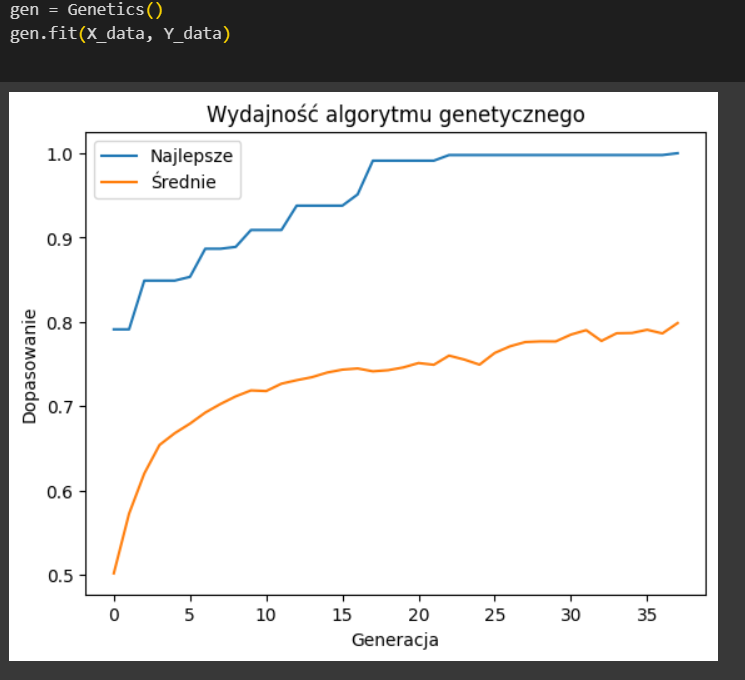 gen = Genetics()
gen.fit(X_data, Y_data)
Wydajność algorytmu genetycznego
Najlepsze
Średnie
1.0
0.9
0.8
0.7
0.6
0.5
Dopasowanie
0 5 10 15 20 25 30 35
Generacja